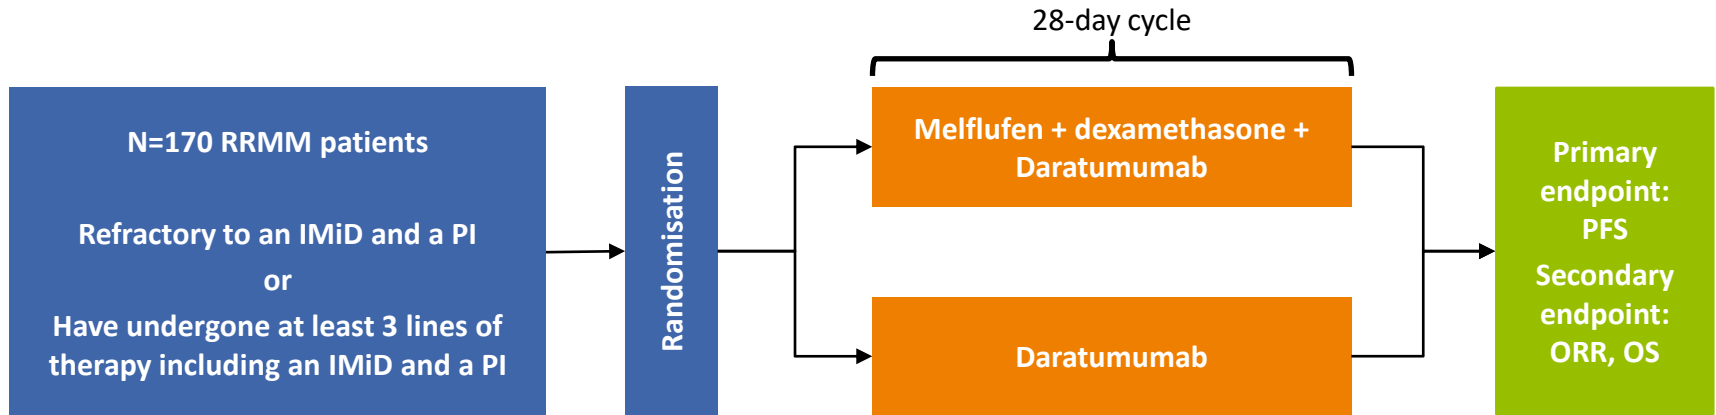 28-day cycle
N=170 RRMM patients
Refractory to an IMiD and a PI
or
Have undergone at least 3 lines of
therapy including an IMiD and a PI
Randomisation
Melflufen + dexamethasone +
Daratumumab
Daratumumab
Primary
endpoint:
PFS
Secondary
endpoint:
ORR, OS